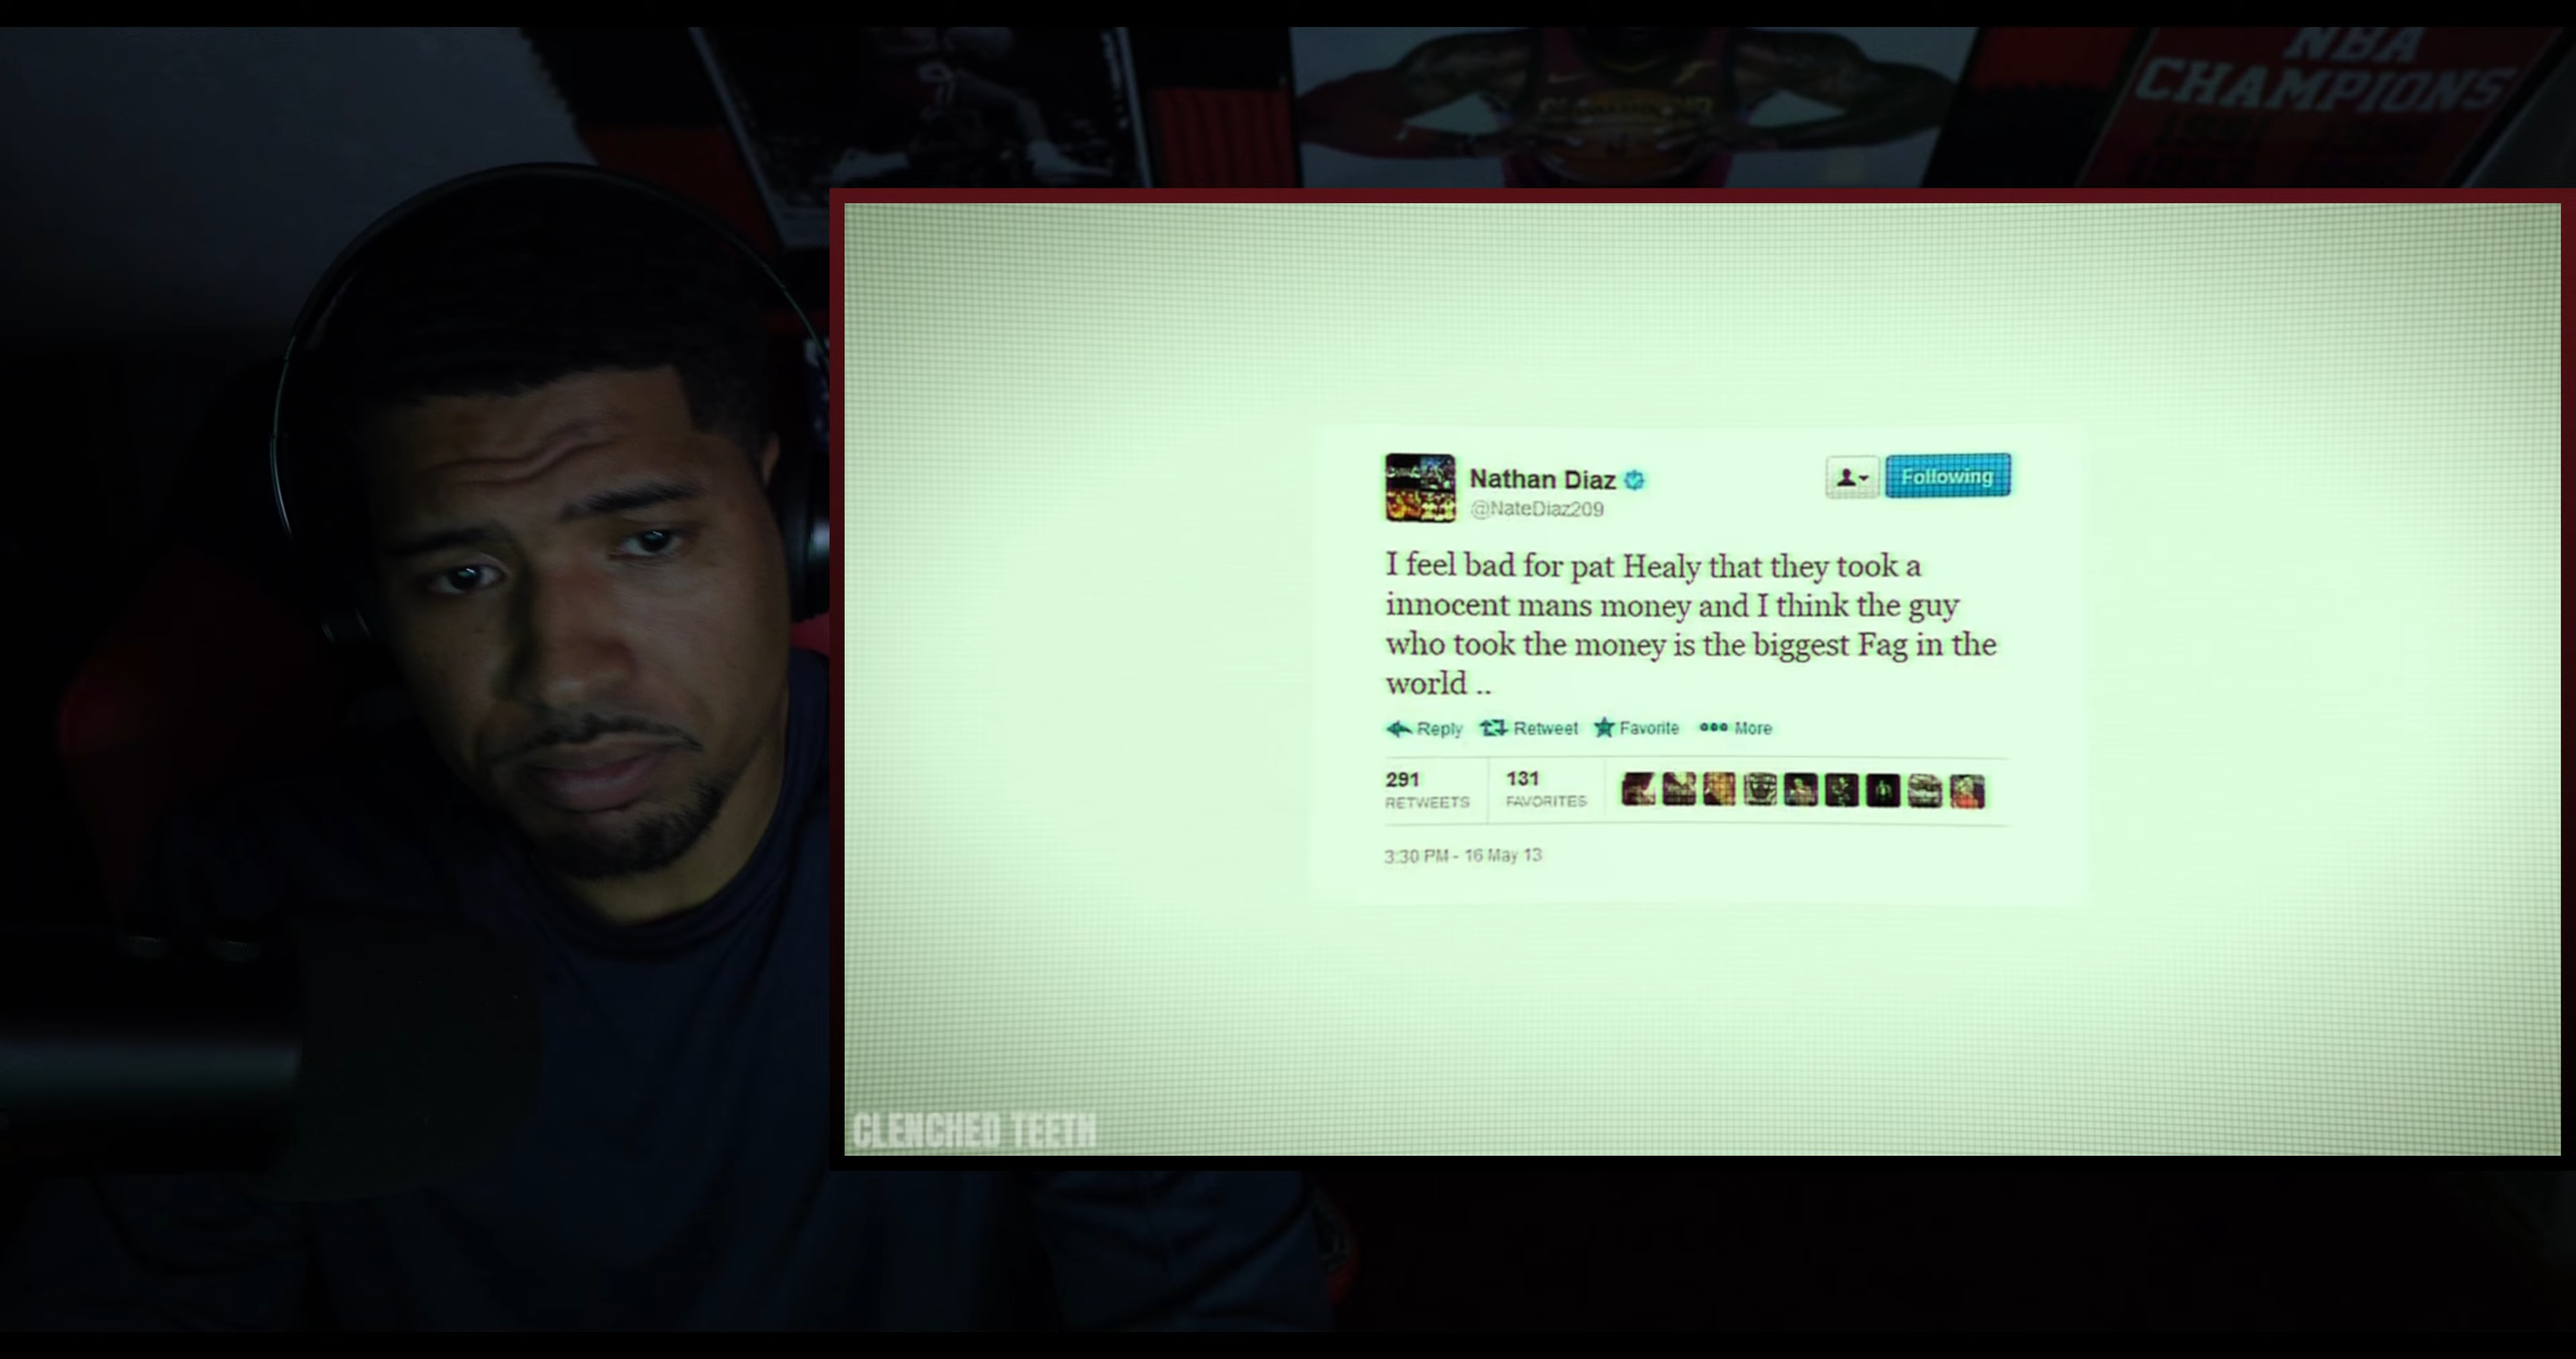 NBA
CHAMPIONS
Nathan Diaz
@NateDiaz209
Following
I feel bad for pat Healy that they took a
innocent mans money and I think the guy
who took the money is the biggest Fag in the
world ..
Reply Retweet Favorite More
291 131
RETWEETS FAVORITES
3:30 PM - 16 May 13
CLENCHED TEETH